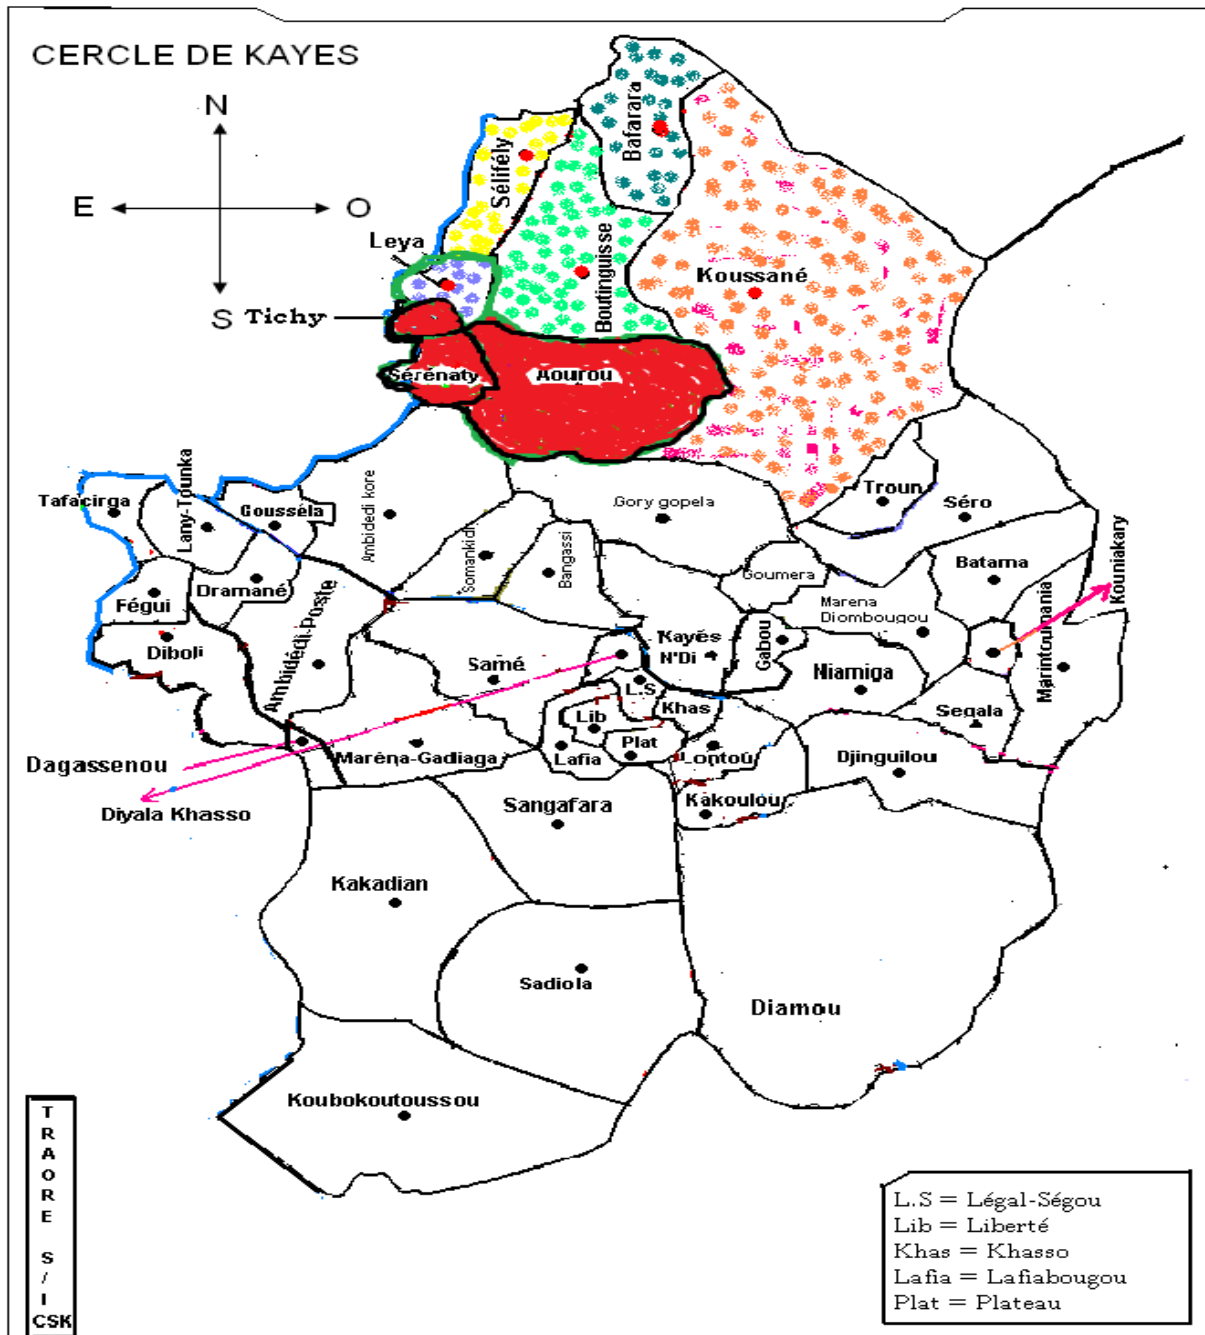 CERCLE DE KAYES
N
E
O
S
Bafarara
Sélifély
Leya
Boutinguisse
Koussané
Tichy
Serénaty
Aourou
Tafacirga
Lany-Tounka
Gousséla
Ambidedi kore
Gory gopela
Troun
Séro
Somankidi
Bangassi
Goumera
Batama
Kouniakary
Fégui
Dramané
Ambidédi-Poste
Marena
Diombougou
Marintoumania
Diboli
Samé
Kayés
N'Di
Gabou
Niamiga
L.S
Khas
Segala
Lib
Plat
Lafia
Lontou
Dagassenou
Maréna-Gadiaga
Djinguilou
Diyala Khasso
Sangafara
Kakoulou
Kakadian
Sadiola
Diamou
Koubokoutoussou
TRAORE S/I CSK
L.S = Légal-Ségou
Lib = Liberté
Khas = Khasso
Lafia = Lafiabougou
Plat = Plateau